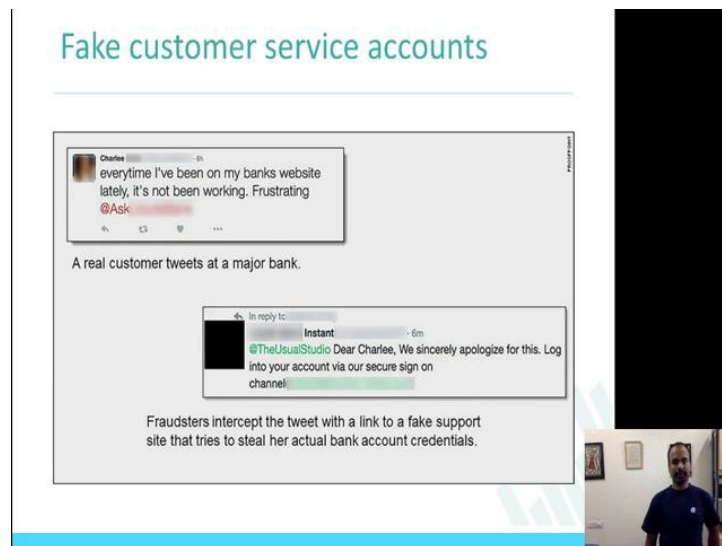 Fake customer service accounts
PROOFPOINT
Charlee - 6h
everytime I've been on my banks website
lately, it's not been working. Frustrating
@Ask
A real customer tweets at a major bank.
In reply to
Instant - 6m
@TheUsualStudio Dear Charlee, We sincerely apologize for this. Log
into your account via our secure sign on
channel
Fraudsters intercept the tweet with a link to a fake support
site that tries to steal her actual bank account credentials.